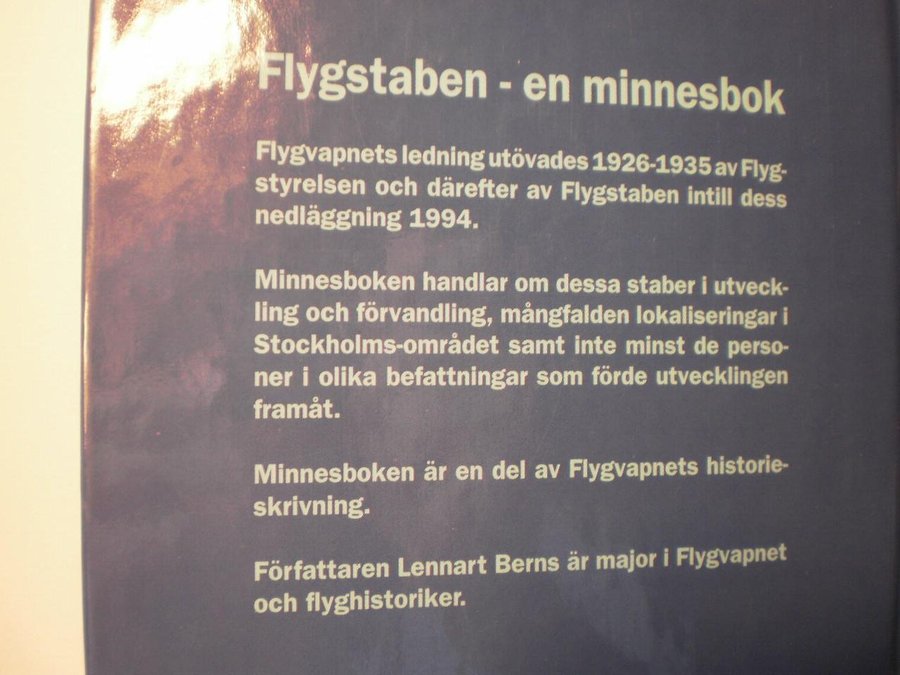 Flygstaben - en minnesbok
Flygvapnets ledning utövades 1926-1935 av Flyg-
styrelsen och därefter av Flygstaben intill dess
nedläggning 1994.
Minnesboken handlar om dessa staber i utveck-
ling och förvandling, mångfalden lokaliseringar i
Stockholms-området samt inte minst de perso-
ner i olika befattningar som förde utvecklingen
framåt.
Minnesboken är en del av Flygvapnets historie-
skrivning.
Författaren Lennart Berns är major i Flygvapnet
och flyghistoriker.